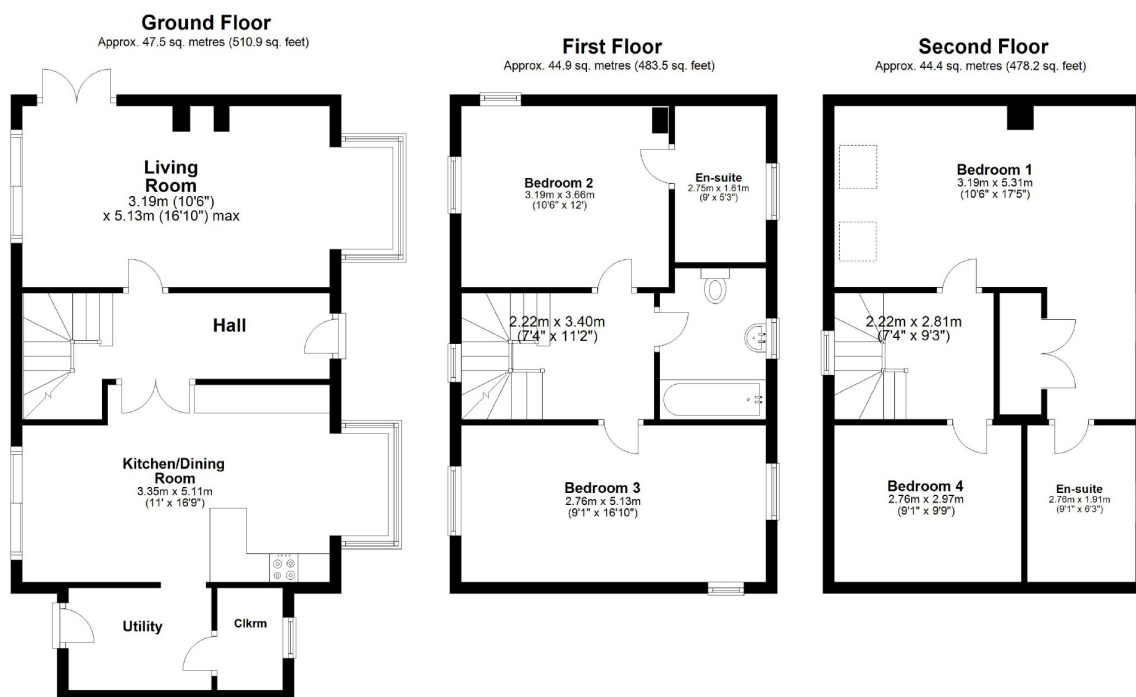 Ground Floor
Approx. 47.5 sq. metres (510.9 sq. feet)
Living
Room
3.19m (10'6")
x 5.13m (16'10") max
Hall
Kitchen/Dining
Room
3.35m x 5.11m
(11' x 16'9")
Utility
Clkrm
First Floor
Approx. 44.9 sq. metres (483.5 sq. feet)
Bedroom 2
3.19m x 3.66m
(10'6" x 12')
En-suite
2.75m x 1.61m
(9' x 5'3")
2.22m x 3.40m
(7'4" x 11'2")
Bedroom 3
2.76m x 5.13m
(9'1" x 16'10")
Second Floor
Approx. 44.4 sq. metres (478.2 sq. feet)
Bedroom 1
3.19m x 5.31m
(10'6" x 17'5")
2.22m x 2.81m
(7'4" x 9'3")
Bedroom 4
2.76m x 2.97m
(9'1" x 9'9")
En-suite
2.76m x 1.91m
(9'1" x 6'3")